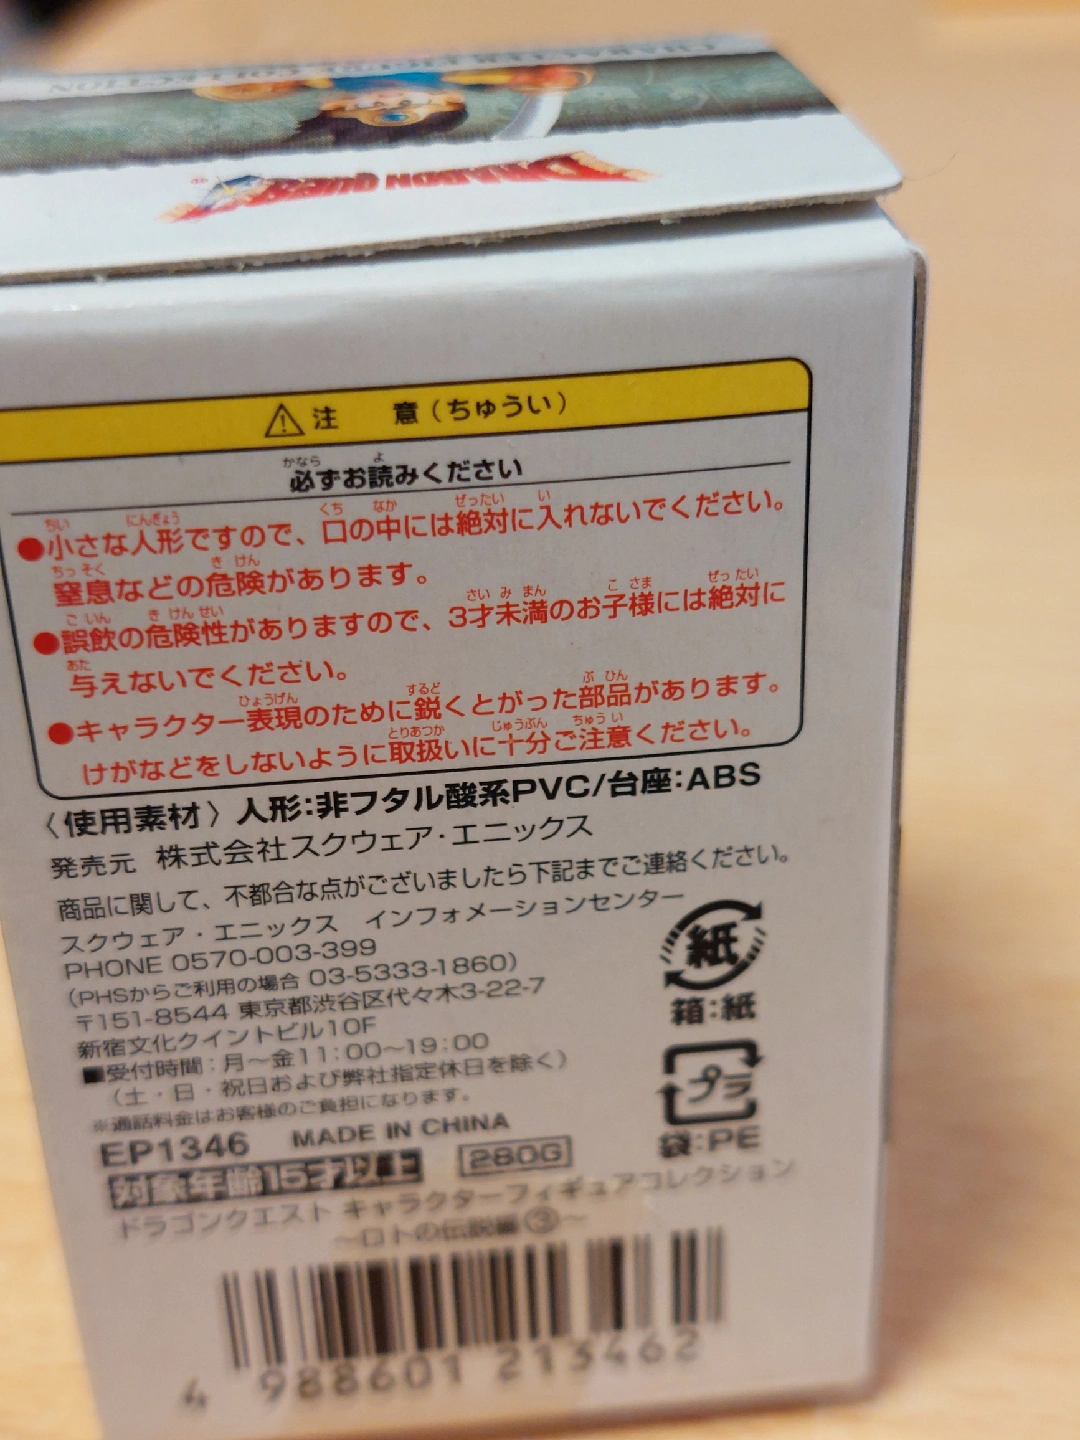 CHARACTER FIGURE COLLECTION
DRAGON QUEST
注 意（ちゅうい）
必ずお読みください
●小さな人形ですので、口の中には絶対に入れないでください。
窒息などの危険があります。
●誤飲の危険性がありますので、3才未満のお子様には絶対に
与えないでください。
●キャラクター表現のために鋭くとがった部品があります。
けがなどをしないように取扱いに十分ご注意ください。
〈使用素材〉人形:非フタル酸系PVC/台座:ABS
発売元 株式会社スクウェア・エニックス
商品に関して、不都合な点がございましたら下記までご連絡ください。
スクウェア・エニックス インフォメーションセンター
PHONE 0570-003-399
（PHSからご利用の場合 03-5333-1860）
〒151-8544 東京都渋谷区代々木3-22-7
新宿文化クイントビル10F
■受付時間：月～金11:00～19:00
（土・日・祝日および弊社指定休日を除く）
※通話料金はお客様のご負担になります。
EP1346 MADE IN CHINA
対象年齢15才以上 280G
ドラゴンクエスト キャラクターフィギュアコレクション
～ロトの伝説編③～
4 988601 213462
紙
箱:紙
プラ
袋:PE